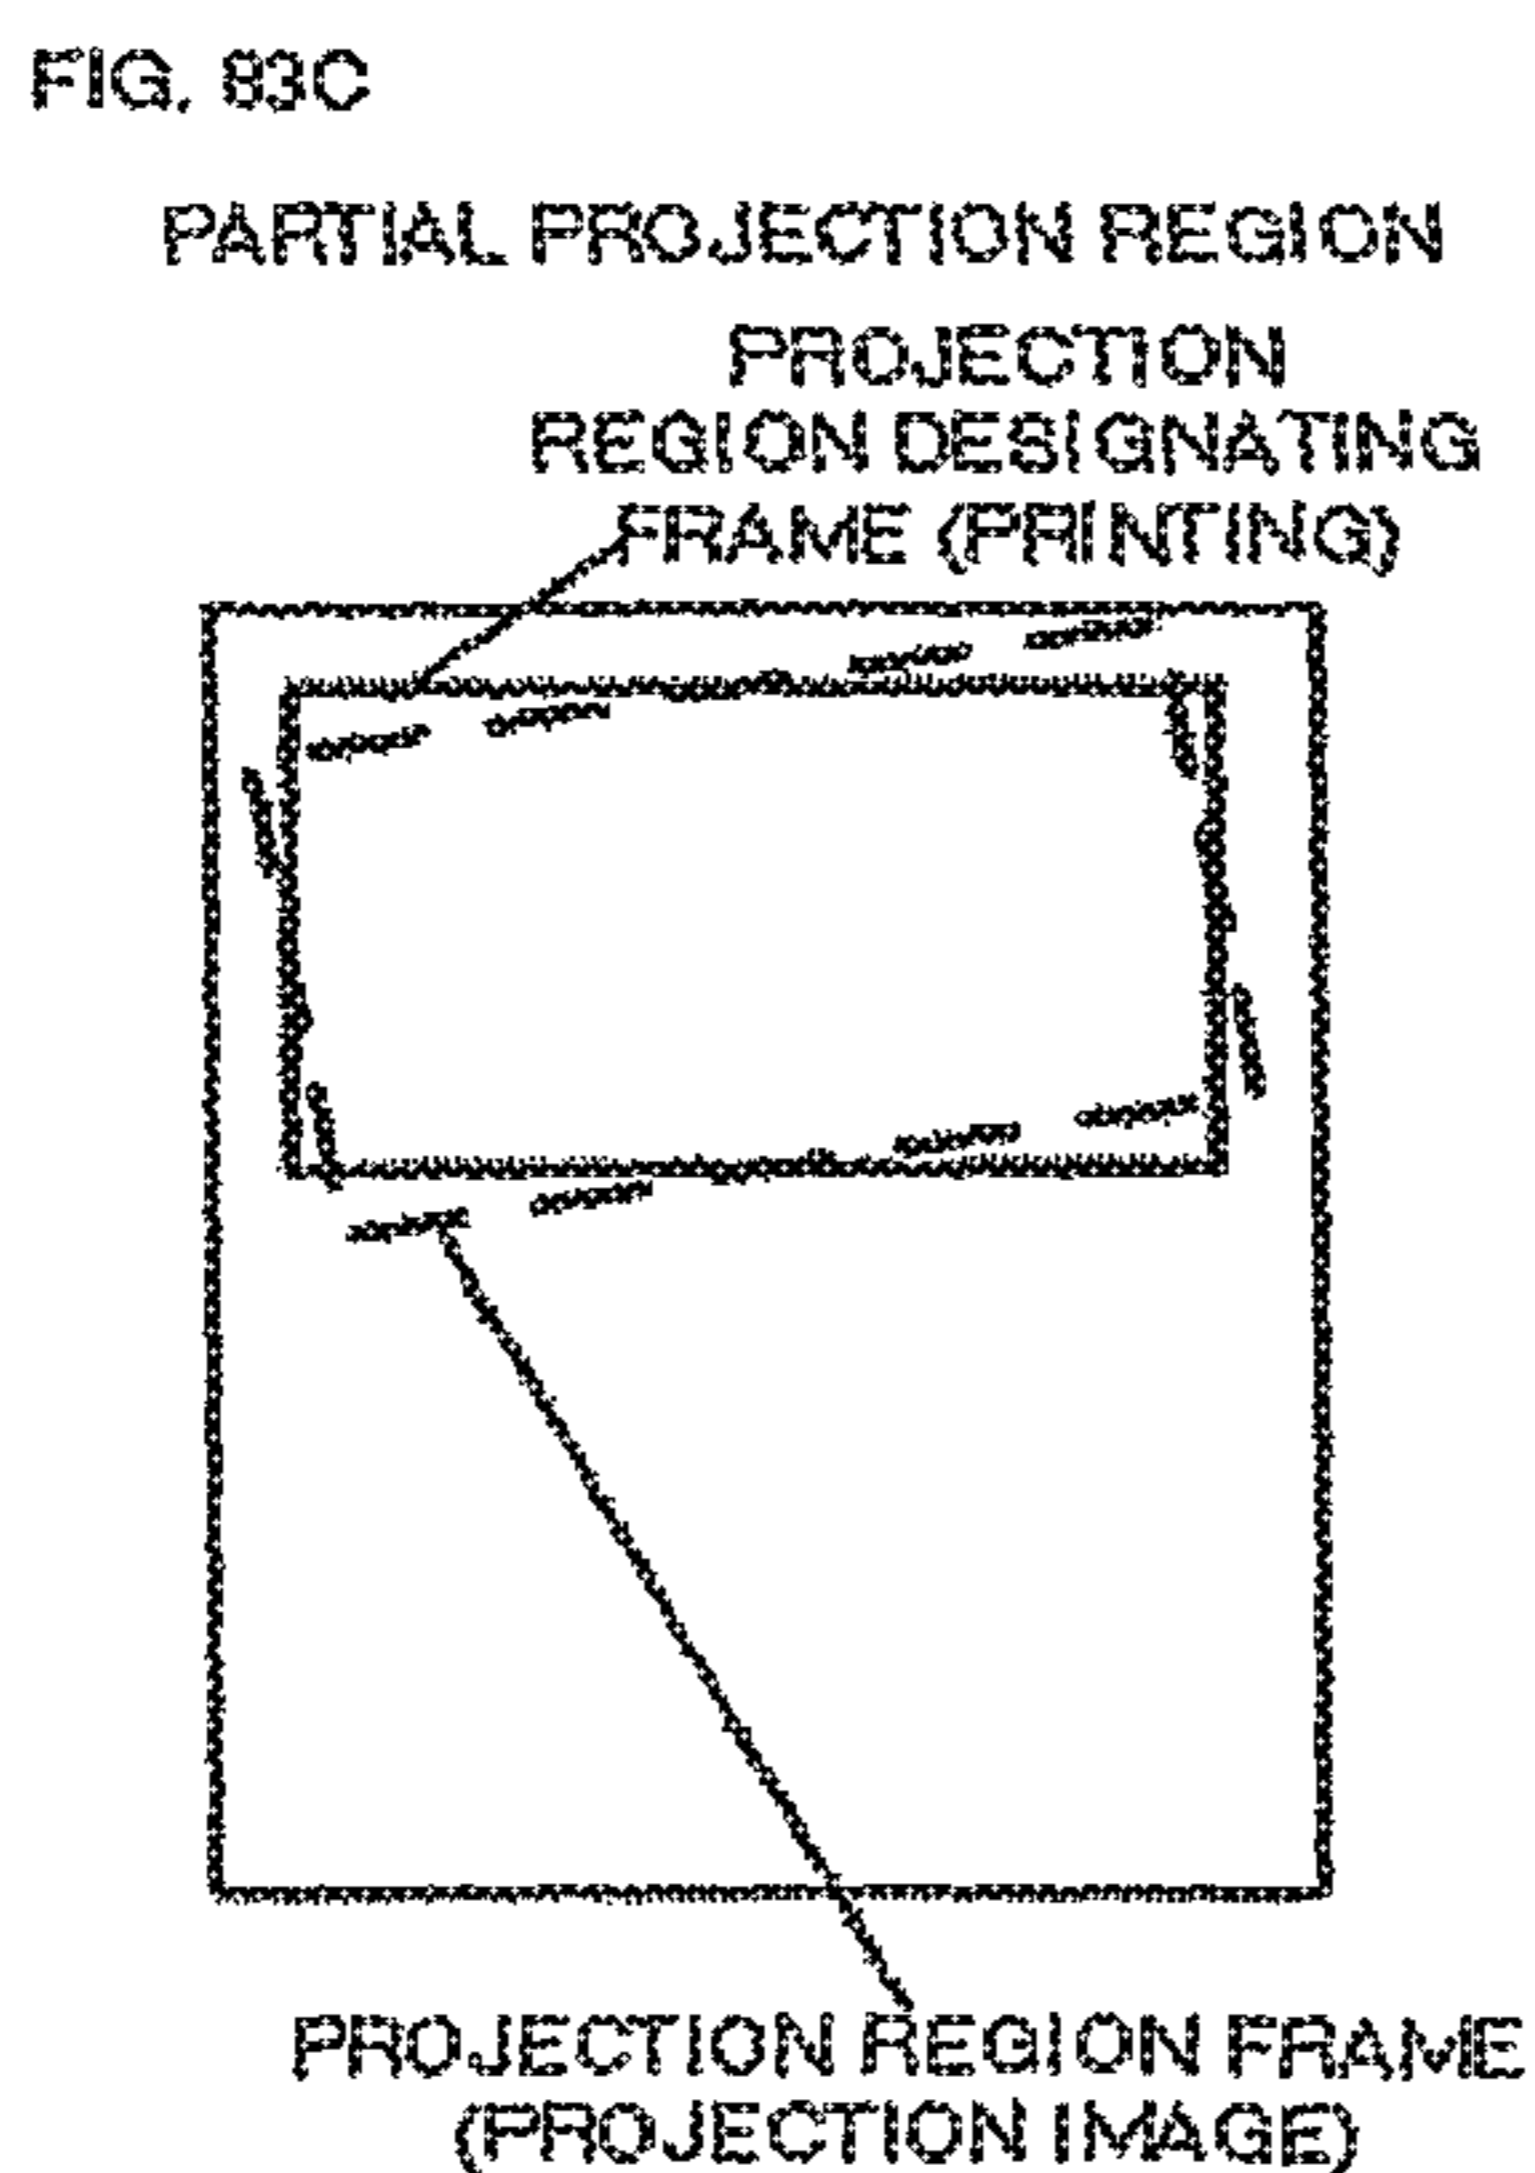 FIG. 83C
PARTIAL PROJECTION REGION
PROJECTION
REGION DESIGNATING
FRAME (PRINTING)
PROJECTION REGION FRAME
(PROJECTION IMAGE)